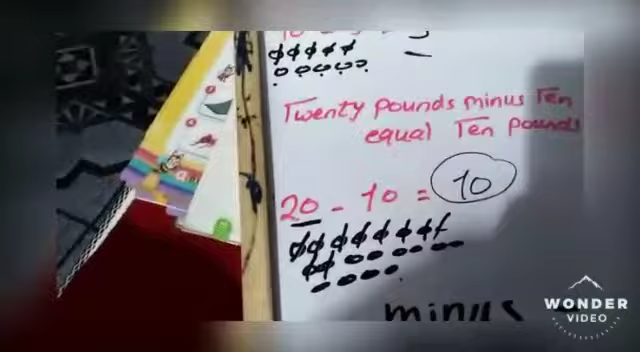 Twenty pounds minus Ten
equal Ten Pounds
20 - 10 = 10
minus -
WONDER
VIDEO